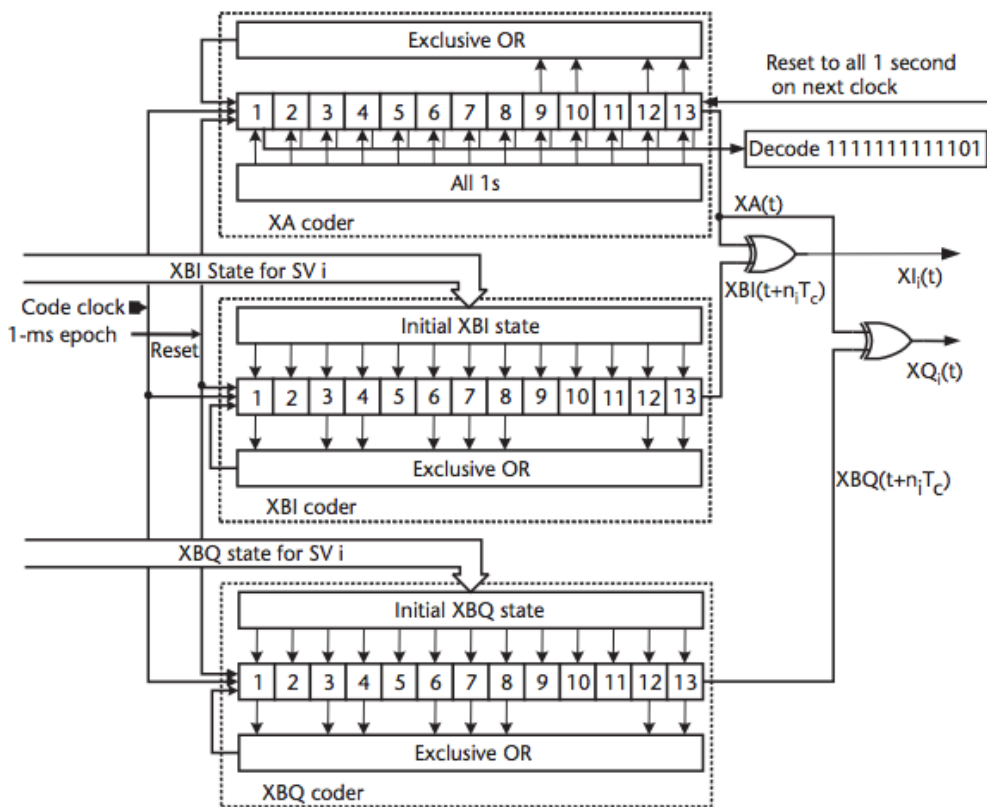 Exclusive OR
Reset to all 1 second
on next clock
1 2 3 4 5 6 7 8 9 10 11 12 13
Decode 1111111111101
All 1s
XA coder
XA(t)
XBI State for SV i
XBI(t+nᵢT_c)
XIᵢ(t)
Code clock
1-ms epoch
Reset
Initial XBI state
1 2 3 4 5 6 7 8 9 10 11 12 13
XQᵢ(t)
Exclusive OR
XBI coder
XBQ(t+nᵢT_c)
XBQ state for SV i
Initial XBQ state
1 2 3 4 5 6 7 8 9 10 11 12 13
Exclusive OR
XBQ coder